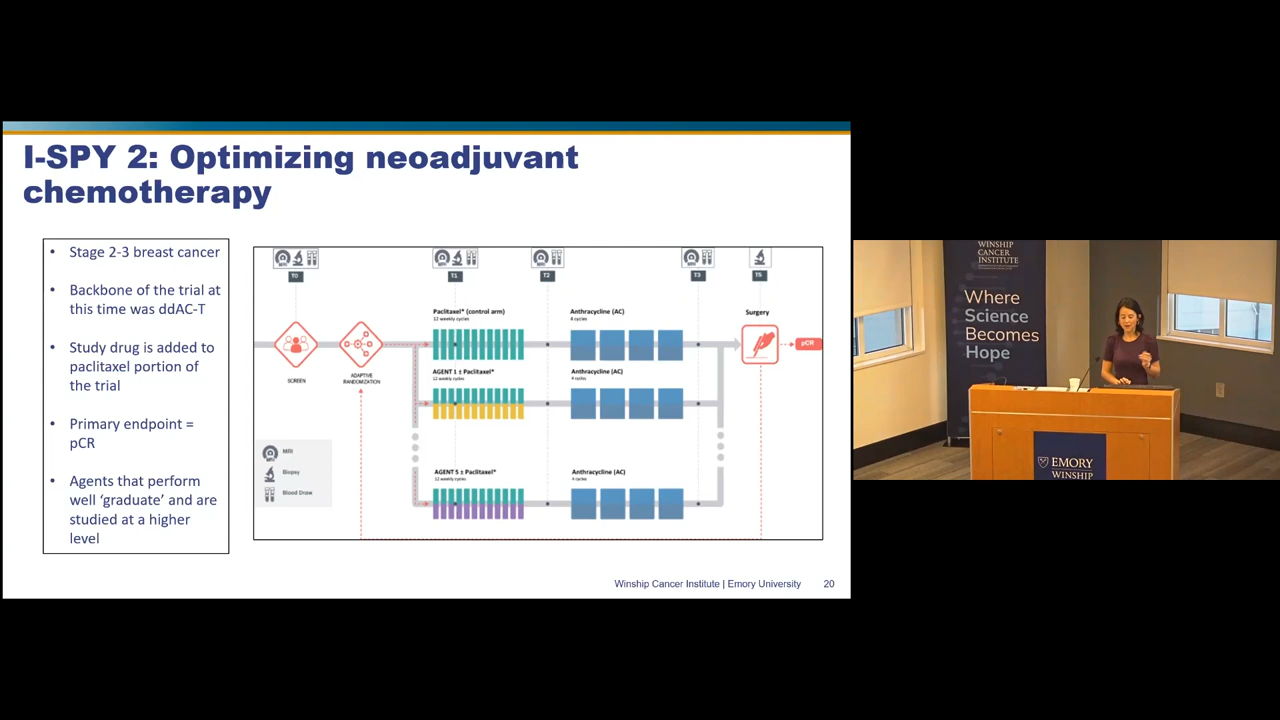 I-SPY 2: Optimizing neoadjuvant
chemotherapy
• Stage 2-3 breast cancer
• Backbone of the trial at
this time was ddAC-T
• Study drug is added to
paclitaxel portion of
the trial
• Primary endpoint =
pCR
• Agents that perform
well ‘graduate’ and are
studied at a higher
level
T0
T1
T2
T3
T5
Paclitaxel* (control arm)
12 weekly cycles
Anthracycline (AC)
4 cycles
Surgery
pCR
SCREEN
ADAPTIVE
RANDOMIZATION
AGENT 1 ± Paclitaxel*
12 weekly cycles
Anthracycline (AC)
4 cycles
MRI
Biopsy
Blood Draw
AGENT 5 ± Paclitaxel*
12 weekly cycles
Anthracycline (AC)
4 cycles
Winship Cancer Institute | Emory University
20
WINSHIP
CANCER
INSTITUTE
Where
Science
Becomes
Hope
EMORY
WINSHIP